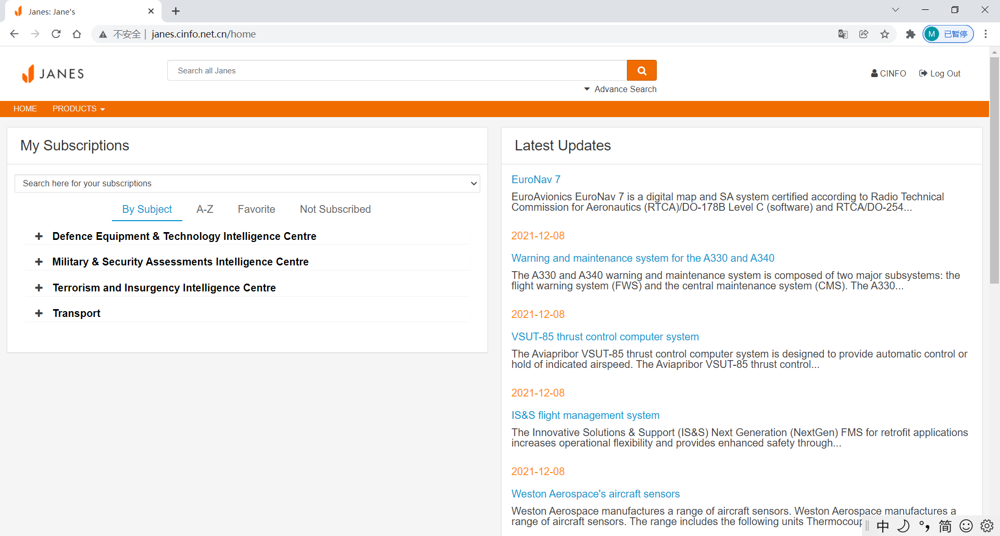 Janes: Jane's
不安全 | janes.cinfo.net.cn/home
M 已暂停
JANES
Search all Janes
CINFO
Log Out
Advance Search
HOME PRODUCTS
My Subscriptions
Search here for your subscriptions
By Subject A-Z Favorite Not Subscribed
Defence Equipment & Technology Intelligence Centre
Military & Security Assessments Intelligence Centre
Terrorism and Insurgency Intelligence Centre
Transport
Latest Updates
EuroNav 7
EuroAvionics EuroNav 7 is a digital map and SA system certified according to Radio Technical
Commission for Aeronautics (RTCA)/DO-178B Level C (software) and RTCA/DO-254...
2021-12-08
Warning and maintenance system for the A330 and A340
The A330 and A340 warning and maintenance system is composed of two major subsystems: the
flight warning system (FWS) and the central maintenance system (CMS). The A330...
2021-12-08
VSUT-85 thrust control computer system
The Aviapribor VSUT-85 thrust control computer system is designed to provide automatic control or
hold of indicated airspeed. The Aviapribor VSUT-85 thrust control...
2021-12-08
IS&S flight management system
The Innovative Solutions & Support (IS&S) Next Generation (NextGen) FMS for retrofit applications
increases operational flexibility and provides enhanced safety through...
2021-12-08
Weston Aerospace's aircraft sensors
Weston Aerospace manufactures a range of aircraft sensors. Weston Aerospace manufactures a
range of aircraft sensors. The range includes the following units Thermocoup
中 简